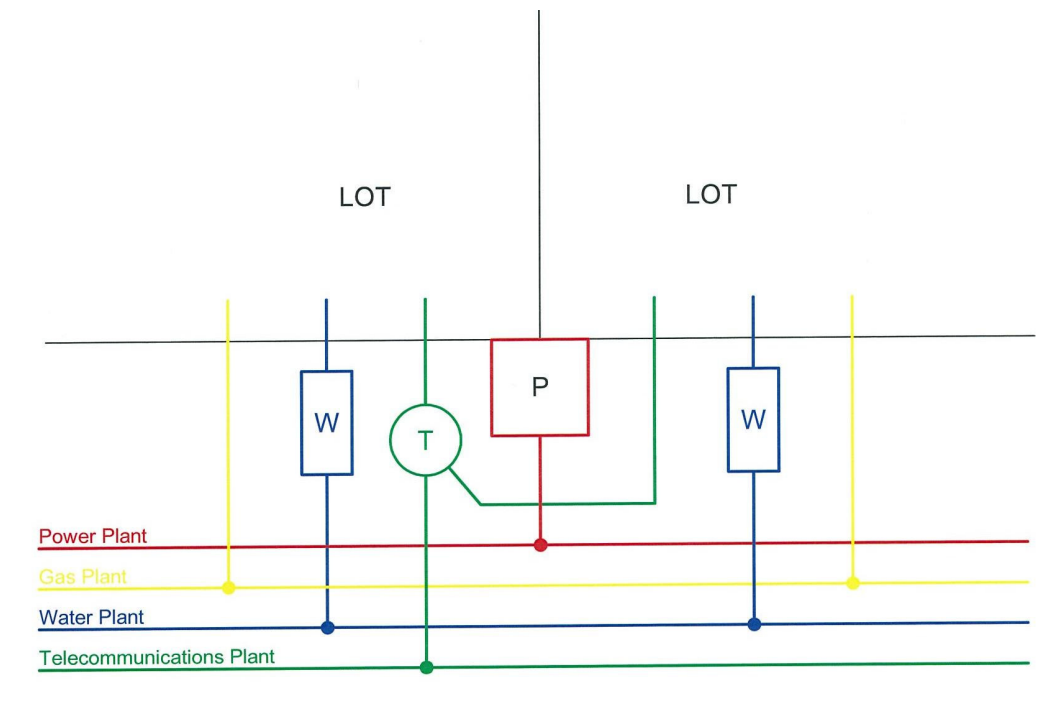 LOT
LOT
P
W
W
T
Power Plant
Gas Plant
Water Plant
Telecommunications Plant